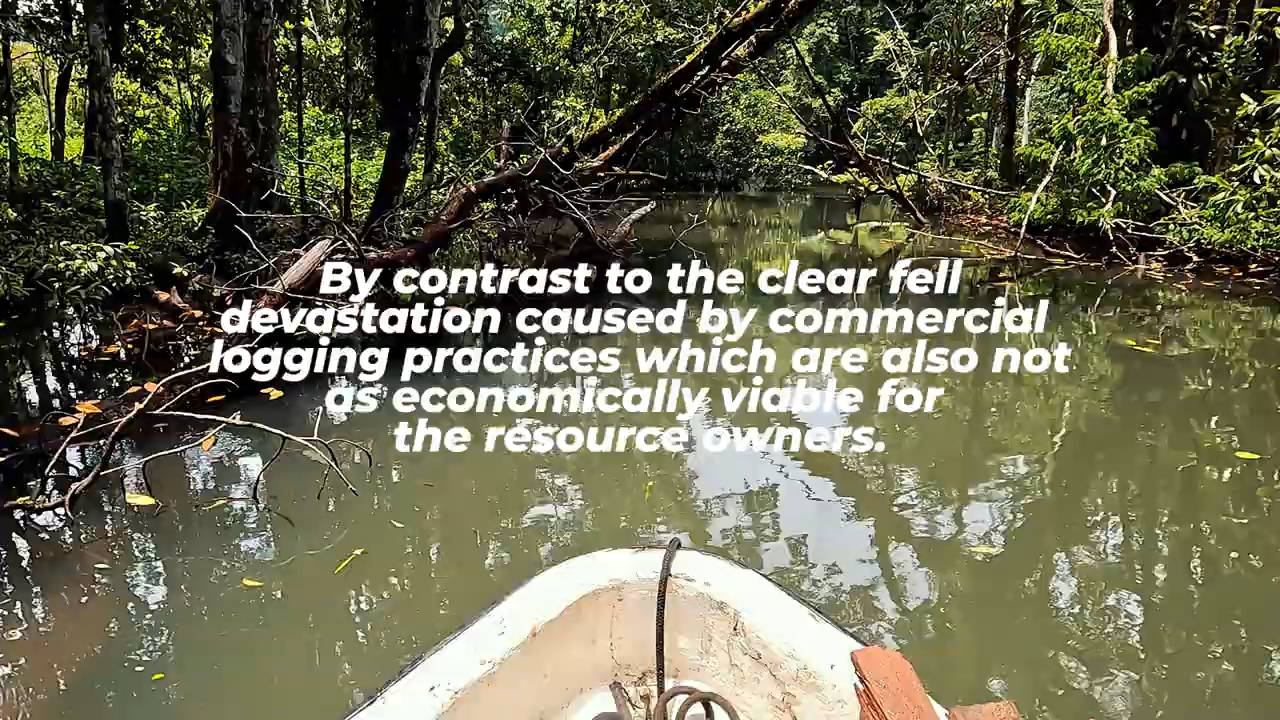 By contrast to the clear fell
devastation caused by commercial
logging practices which are also not
as economically viable for
the resource owners.